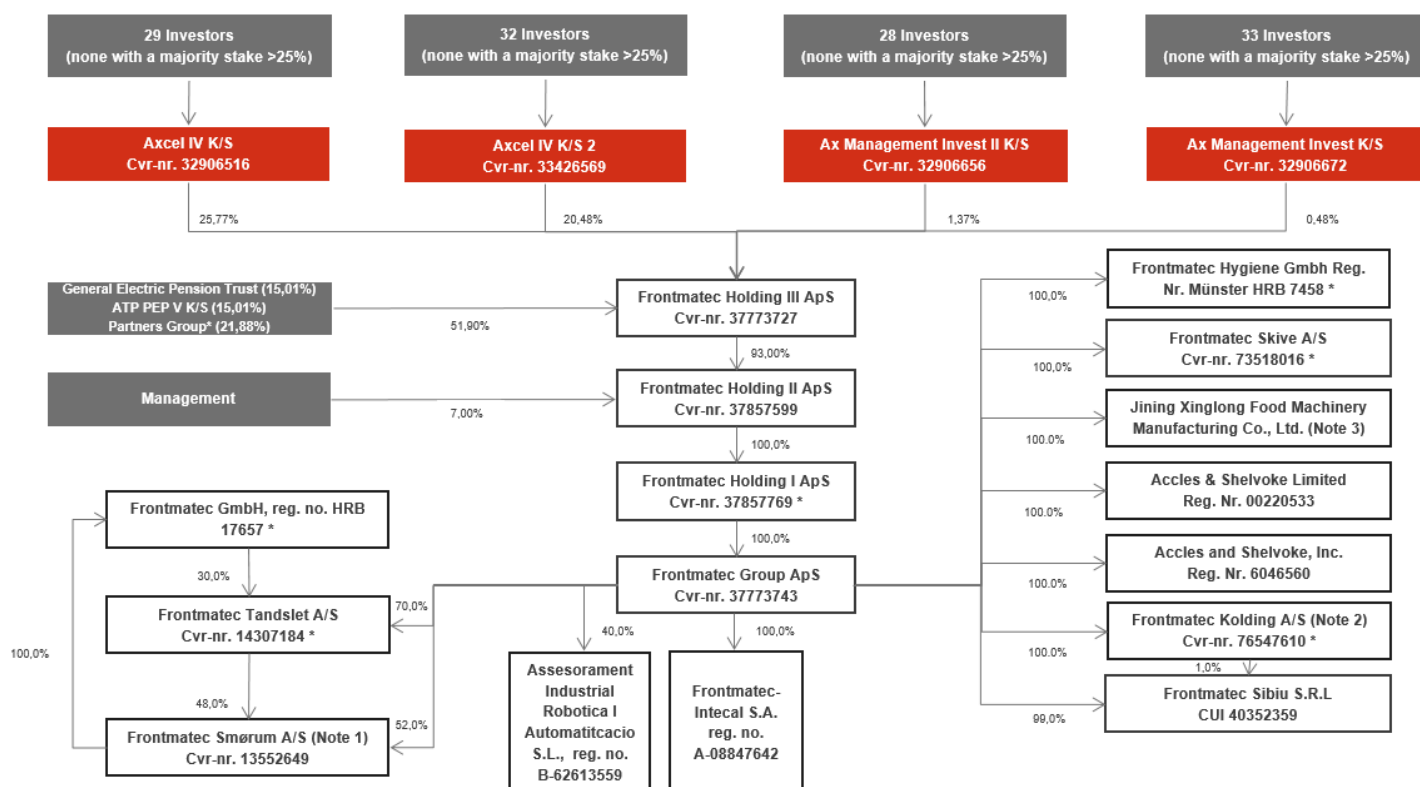 29 Investors
(none with a majority stake >25%)
32 Investors
(none with a majority stake >25%)
28 Investors
(none with a majority stake >25%)
33 Investors
(none with a majority stake >25%)
Axcel IV K/S
Cvr-nr. 32906516
Axcel IV K/S 2
Cvr-nr. 33426569
Ax Management Invest II K/S
Cvr-nr. 32906656
Ax Management Invest K/S
Cvr-nr. 32906672
25,77%
20,48%
1,37%
0,48%
General Electric Pension Trust (15,01%)
ATP PEP V K/S (15,01%)
Partners Group* (21,88%)
51,90%
Frontmatec Holding III ApS
Cvr-nr. 37773727
93,00%
Management
7,00%
Frontmatec Holding II ApS
Cvr-nr. 37857599
100,0%
Frontmatec Holding I ApS
Cvr-nr. 37857769 *
100,0%
Frontmatec Group ApS
Cvr-nr. 37773743
Frontmatec GmbH, reg. no. HRB
17657 *
30,0%
Frontmatec Tandslet A/S
Cvr-nr. 14307184 *
70,0%
100,0%
48,0%
52,0%
Frontmatec Smørum A/S (Note 1)
Cvr-nr. 13552649
40,0%
Assesorament
Industrial
Robotica I
Automatitcacio
S.L., reg. no.
B-62613559
100,0%
Frontmatec-
Intecal S.A.
reg. no.
A-08847642
Frontmatec Hygiene Gmbh Reg.
Nr. Münster HRB 7458 *
100,0%
Frontmatec Skive A/S
Cvr-nr. 73518016 *
100,0%
Jining Xinglong Food Machinery
Manufacturing Co., Ltd. (Note 3)
100.0%
Accles & Shelvoke Limited
Reg. Nr. 00220533
100.0%
Accles and Shelvoke, Inc.
Reg. Nr. 6046560
100.0%
Frontmatec Kolding A/S (Note 2)
Cvr-nr. 76547610 *
100.0%
1,0%
Frontmatec Sibiu S.R.L
CUI 40352359
99,0%